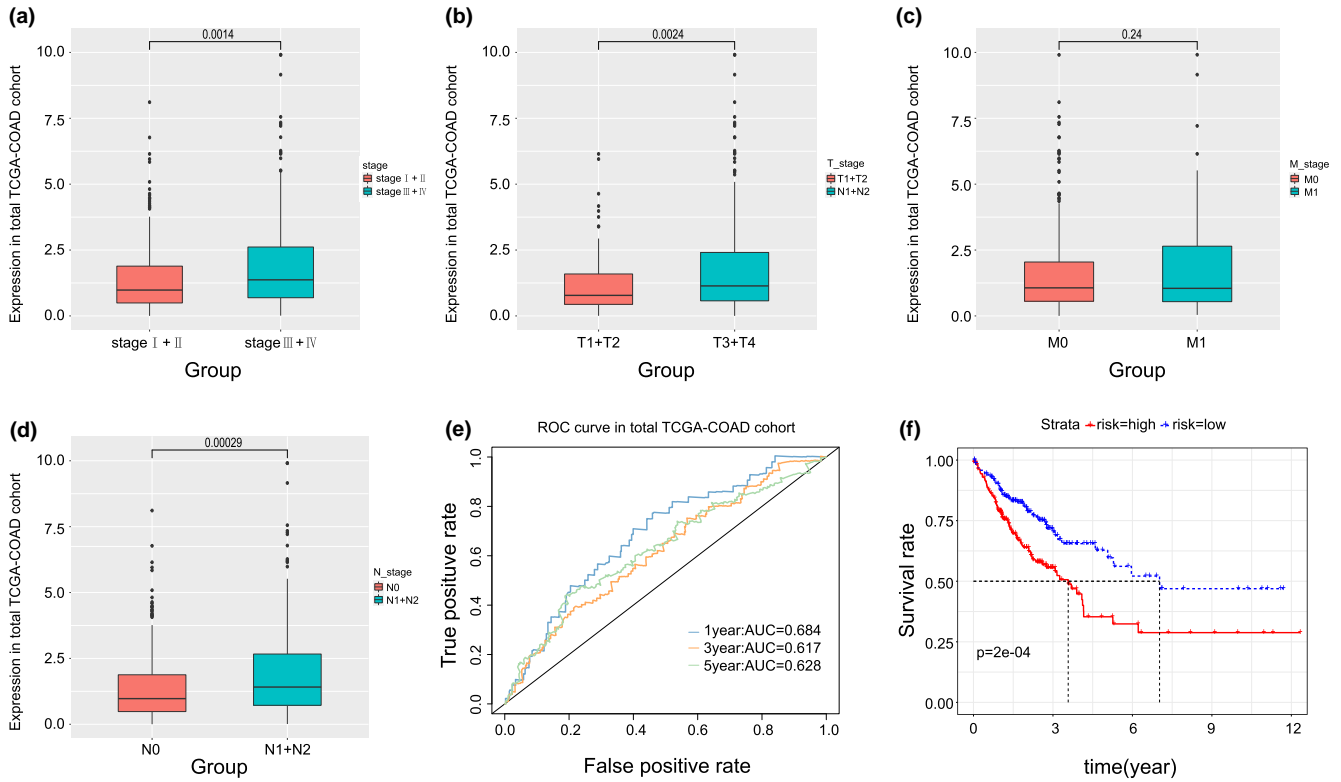 (a)
0.0014
Expression in total TCGA-COAD cohort
10.0
7.5
5.0
2.5
0.0
stage Ⅰ + Ⅱ
stage Ⅲ + Ⅳ
Group
stage
stage Ⅰ + Ⅱ
stage Ⅲ + Ⅳ
(b)
0.0024
Expression in total TCGA-COAD cohort
10.0
7.5
5.0
2.5
0.0
T1+T2
T3+T4
Group
T_stage
T1+T2
N1+N2
(c)
0.24
Expression in total TCGA-COAD cohort
10.0
7.5
5.0
2.5
0.0
M0
M1
Group
M_stage
M0
M1
(d)
0.00029
Expression in total TCGA-COAD cohort
10.0
7.5
5.0
2.5
0.0
N0
N1+N2
Group
N_stage
N0
N1+N2
(e)
ROC curve in total TCGA-COAD cohort
True positive rate
1.0
0.8
0.6
0.4
0.2
0.0
1year:AUC=0.684
3year:AUC=0.617
5year:AUC=0.628
0.0
0.2
0.4
0.6
0.8
1.0
False positive rate
(f)
Strata risk=high risk=low
Survival rate
1.00
0.75
0.50
0.25
0.00
p=2e-04
0
3
6
9
12
time(year)